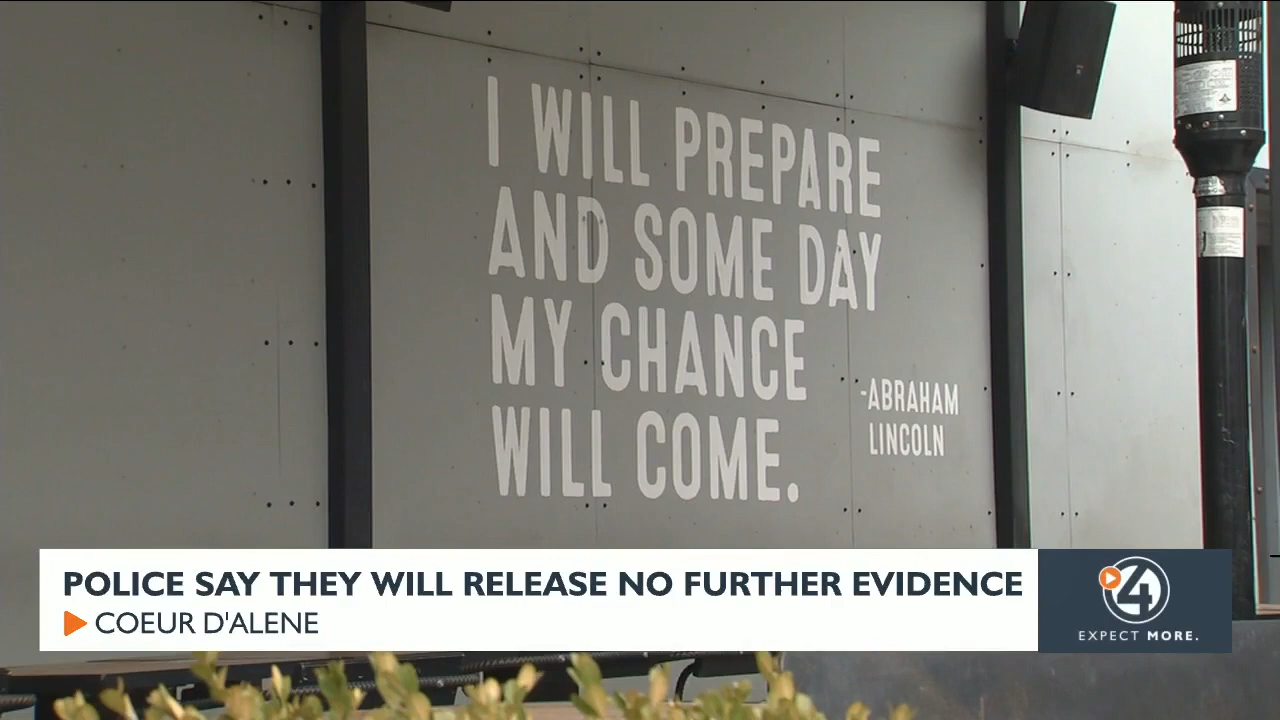 I WILL PREPARE
AND SOME DAY
MY CHANCE
WILL COME.
-ABRAHAM
LINCOLN
POLICE SAY THEY WILL RELEASE NO FURTHER EVIDENCE
COEUR D'ALENE
4
EXPECT MORE.